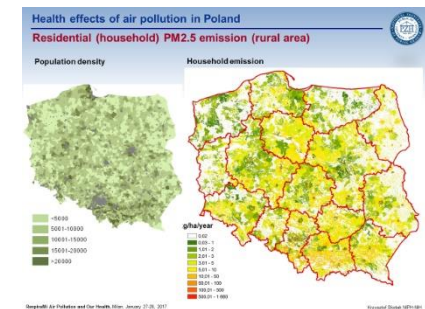 Health effects of air pollution in Poland
Residential (household) PM2.5 emission (rural area)
Population density
Household emission
<5000
5001-10000
10001-15000
15001-20000
>20000
g/ha/year
0.02
0.03 - 1
1.01 - 2
2.01 - 3
3.01 - 5
5.01 - 10
10.01 - 50
50.01 - 100
100.01 - 500
500.01 - 1 000
Air Pollution and Our Health, Milan January 27-28, 2017